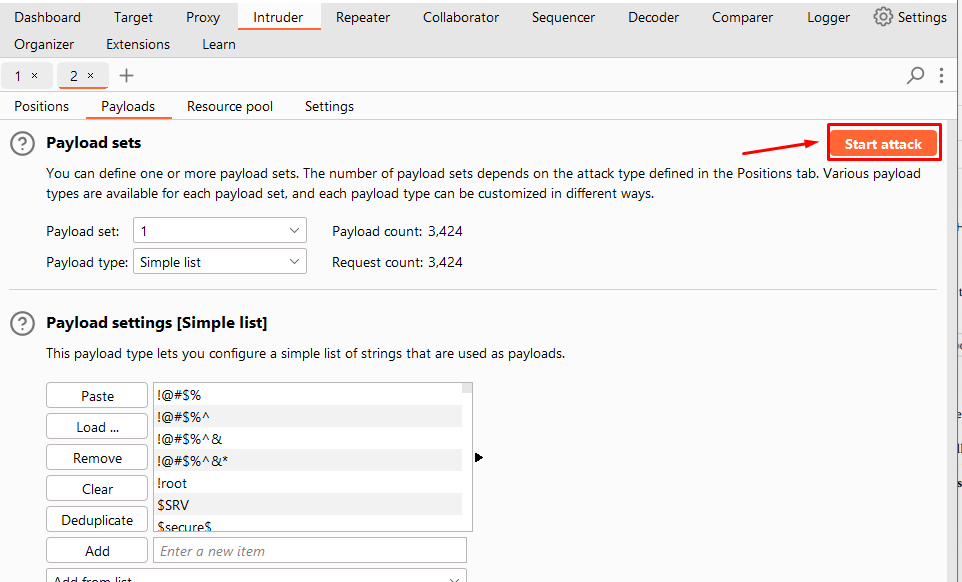 Dashboard Target Proxy Intruder Repeater Collaborator Sequencer Decoder Comparer Logger Settings
Organizer Extensions Learn
1 × 2 × +
Positions Payloads Resource pool Settings
? Payload sets Start attack
You can define one or more payload sets. The number of payload sets depends on the attack type defined in the Positions tab. Various payload
types are available for each payload set, and each payload type can be customized in different ways.
Payload set: 1 Payload count: 3,424
Payload type: Simple list Request count: 3,424
? Payload settings [Simple list]
This payload type lets you configure a simple list of strings that are used as payloads.
Paste !@#$%
!@#$%^
Load ... !@#$%^&
Remove !@#$%^&*
Clear !root
$SRV
Deduplicate $secure$
Add Enter a new item
Add from list